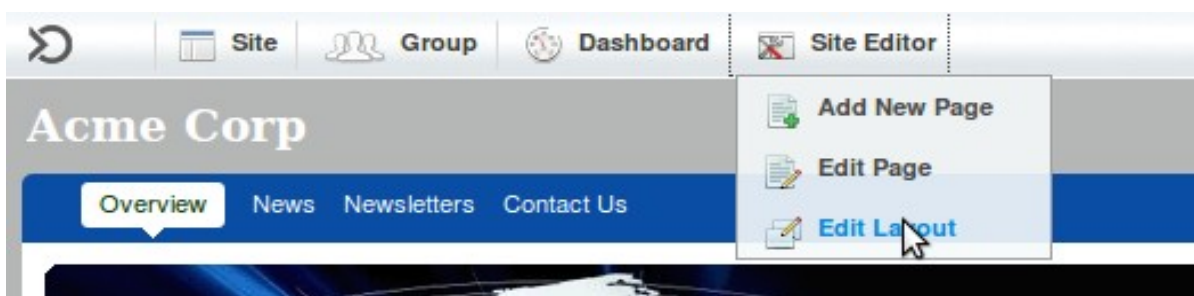 Site Group Dashboard Site Editor
Add New Page
Acme Corp
Edit Page
Overview News Newsletters Contact Us
Edit Layout